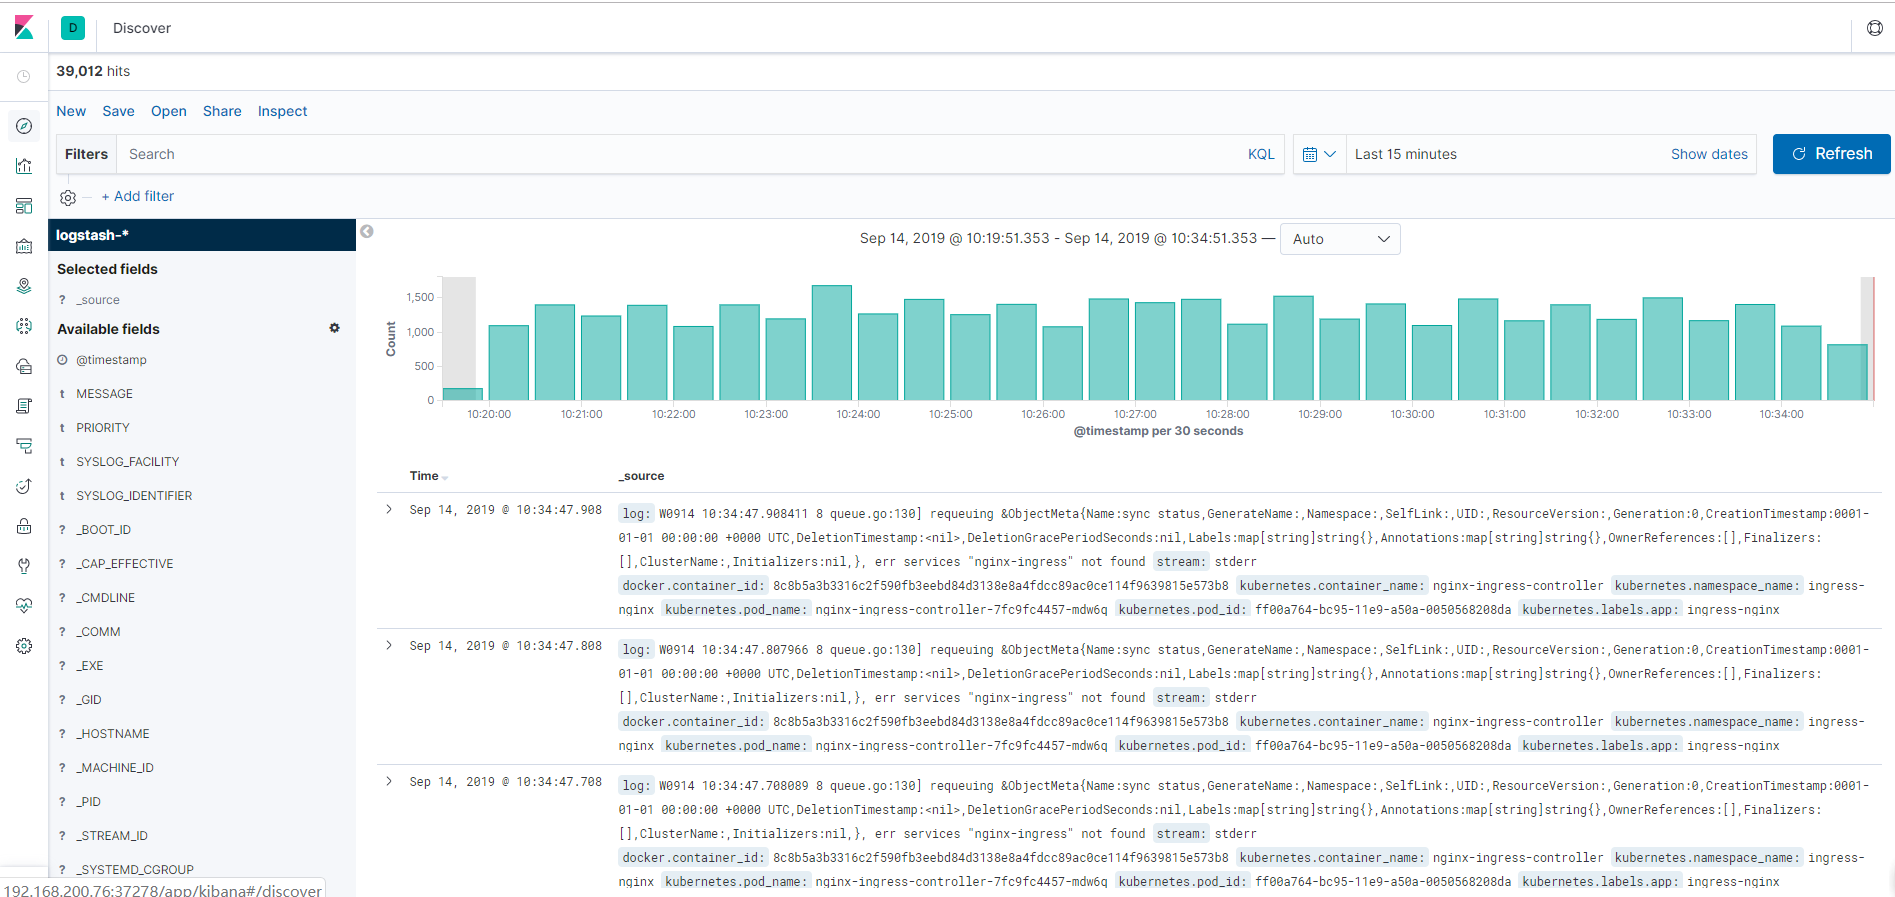 D Discover
39,012 hits
New Save Open Share Inspect
Filters Search KQL Last 15 minutes Show dates Refresh
+ Add filter
logstash-*
Selected fields
? _source
Available fields
@timestamp
t MESSAGE
t PRIORITY
t SYSLOG_FACILITY
t SYSLOG_IDENTIFIER
? _BOOT_ID
? _CAP_EFFECTIVE
? _CMDLINE
? _COMM
? _EXE
? _GID
? _HOSTNAME
? _MACHINE_ID
? _PID
? _STREAM_ID
? _SYSTEMD_CGROUP
192.168.200.76:37278/app/kibana#/discover
Sep 14, 2019 @ 10:19:51.353 - Sep 14, 2019 @ 10:34:51.353 — Auto
Count
1,500
1,000
500
0
10:20:00 10:21:00 10:22:00 10:23:00 10:24:00 10:25:00 10:26:00 10:27:00 10:28:00 10:29:00 10:30:00 10:31:00 10:32:00 10:33:00 10:34:00
@timestamp per 30 seconds
Time _source
Sep 14, 2019 @ 10:34:47.908 log: W0914 10:34:47.908411 8 queue.go:130] requeuing &ObjectMeta{Name:sync status,GenerateName:,Namespace:,SelfLink:,UID:,ResourceVersion:,Generation:0,CreationTimestamp:0001-
01-01 00:00:00 +0000 UTC,DeletionTimestamp:<nil>,DeletionGracePeriodSeconds:nil,Labels:map[string]string{},Annotations:map[string]string{},OwnerReferences:[],Finalizers:
[],ClusterName:,Initializers:nil,}, err services "nginx-ingress" not found stream: stderr
docker.container_id: 8c8b5a3b3316c2f590fb3eebd84d3138e8a4fdcc89ac0ce114f9639815e573b8 kubernetes.container_name: nginx-ingress-controller kubernetes.namespace_name: ingress-
nginx kubernetes.pod_name: nginx-ingress-controller-7fc9fc4457-mdw6q kubernetes.pod_id: ff00a764-bc95-11e9-a50a-0050568208da kubernetes.labels.app: ingress-nginx
Sep 14, 2019 @ 10:34:47.808 log: W0914 10:34:47.807966 8 queue.go:130] requeuing &ObjectMeta{Name:sync status,GenerateName:,Namespace:,SelfLink:,UID:,ResourceVersion:,Generation:0,CreationTimestamp:0001-
01-01 00:00:00 +0000 UTC,DeletionTimestamp:<nil>,DeletionGracePeriodSeconds:nil,Labels:map[string]string{},Annotations:map[string]string{},OwnerReferences:[],Finalizers:
[],ClusterName:,Initializers:nil,}, err services "nginx-ingress" not found stream: stderr
docker.container_id: 8c8b5a3b3316c2f590fb3eebd84d3138e8a4fdcc89ac0ce114f9639815e573b8 kubernetes.container_name: nginx-ingress-controller kubernetes.namespace_name: ingress-
nginx kubernetes.pod_name: nginx-ingress-controller-7fc9fc4457-mdw6q kubernetes.pod_id: ff00a764-bc95-11e9-a50a-0050568208da kubernetes.labels.app: ingress-nginx
Sep 14, 2019 @ 10:34:47.708 log: W0914 10:34:47.708089 8 queue.go:130] requeuing &ObjectMeta{Name:sync status,GenerateName:,Namespace:,SelfLink:,UID:,ResourceVersion:,Generation:0,CreationTimestamp:0001-
01-01 00:00:00 +0000 UTC,DeletionTimestamp:<nil>,DeletionGracePeriodSeconds:nil,Labels:map[string]string{},Annotations:map[string]string{},OwnerReferences:[],Finalizers:
[],ClusterName:,Initializers:nil,}, err services "nginx-ingress" not found stream: stderr
docker.container_id: 8c8b5a3b3316c2f590fb3eebd84d3138e8a4fdcc89ac0ce114f9639815e573b8 kubernetes.container_name: nginx-ingress-controller kubernetes.namespace_name: ingress-
nginx kubernetes.pod_name: nginx-ingress-controller-7fc9fc4457-mdw6q kubernetes.pod_id: ff00a764-bc95-11e9-a50a-0050568208da kubernetes.labels.app: ingress-nginx